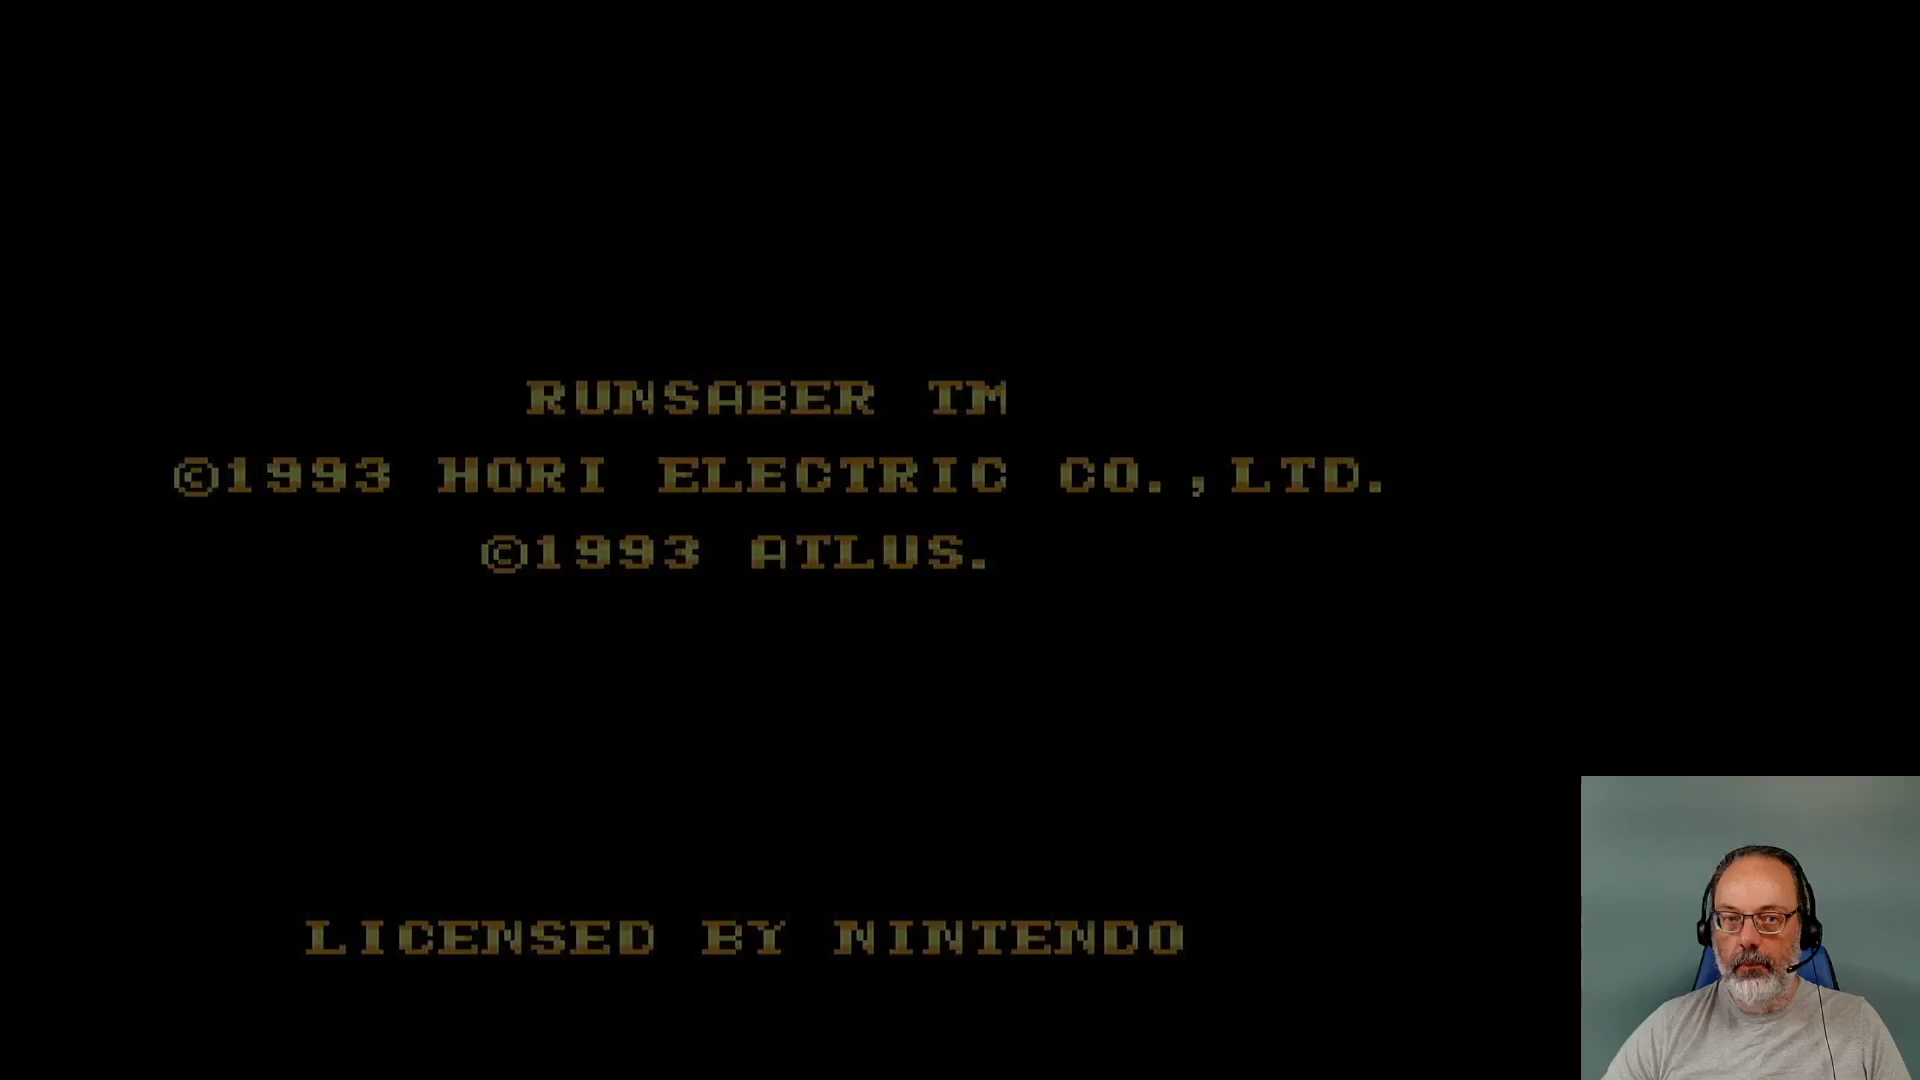 RUNSABER TM
©1993 HORI ELECTRIC CO.,LTD.
©1993 ATLUS.
LICENSED BY NINTENDO